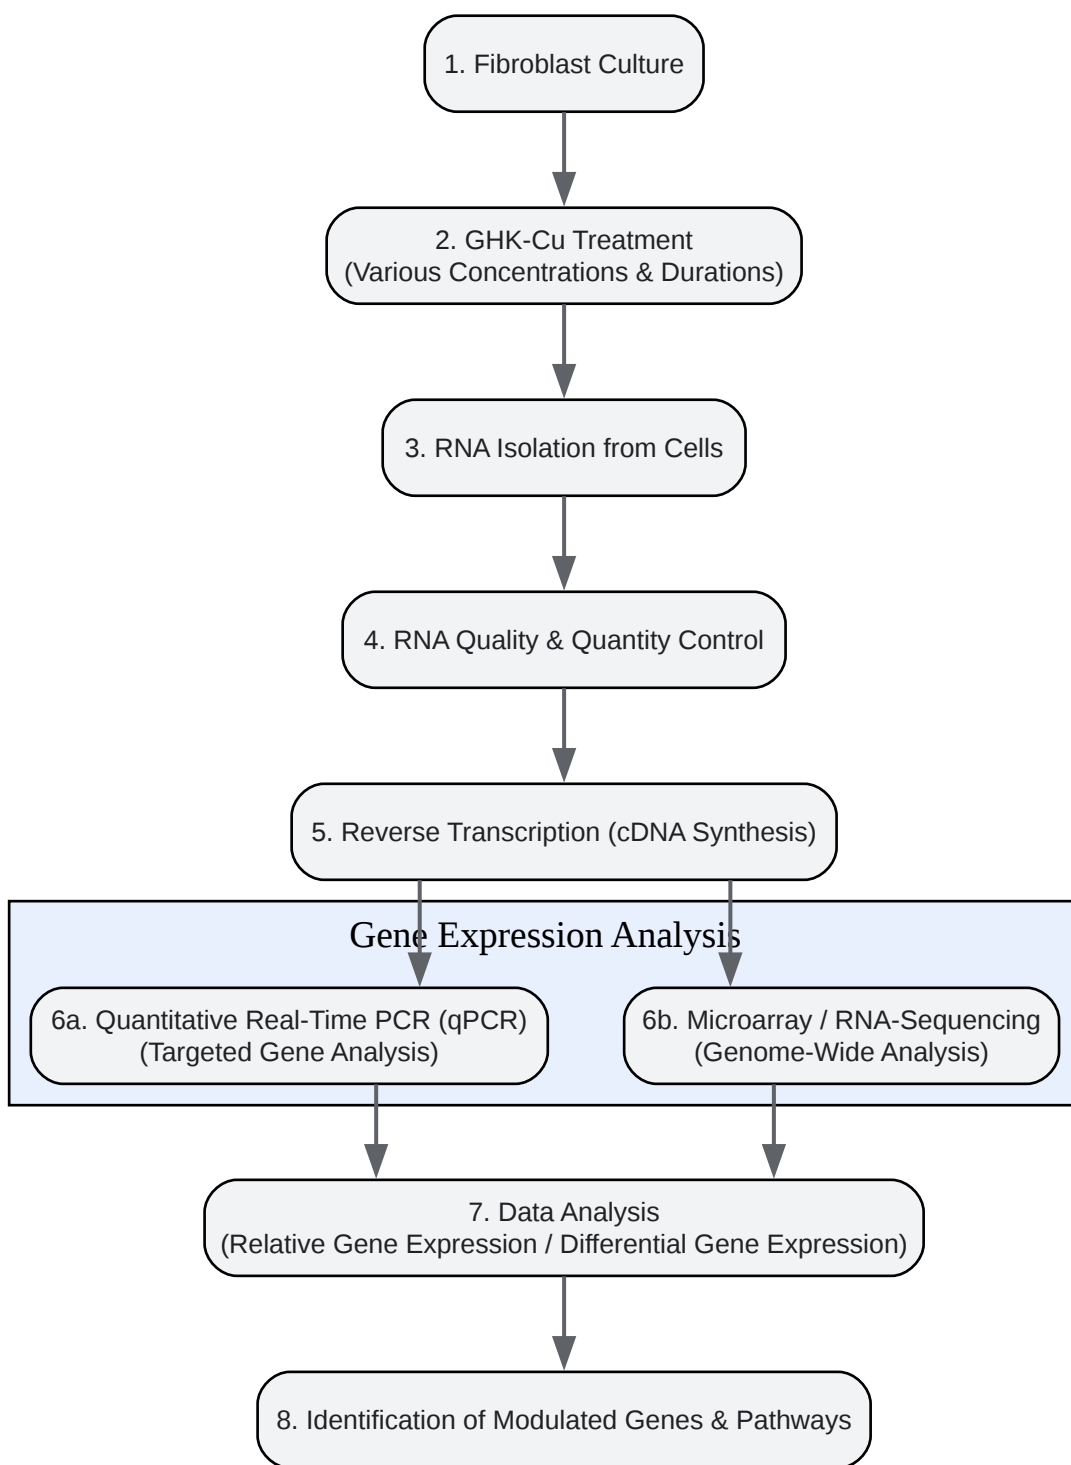 1. Fibroblast Culture
2. GHK-Cu Treatment
(Various Concentrations & Durations)
3. RNA Isolation from Cells
4. RNA Quality & Quantity Control
5. Reverse Transcription (cDNA Synthesis)
Gene Expression Analysis
6a. Quantitative Real-Time PCR (qPCR)
(Targeted Gene Analysis)
6b. Microarray / RNA-Sequencing
(Genome-Wide Analysis)
7. Data Analysis
(Relative Gene Expression / Differential Gene Expression)
8. Identification of Modulated Genes & Pathways